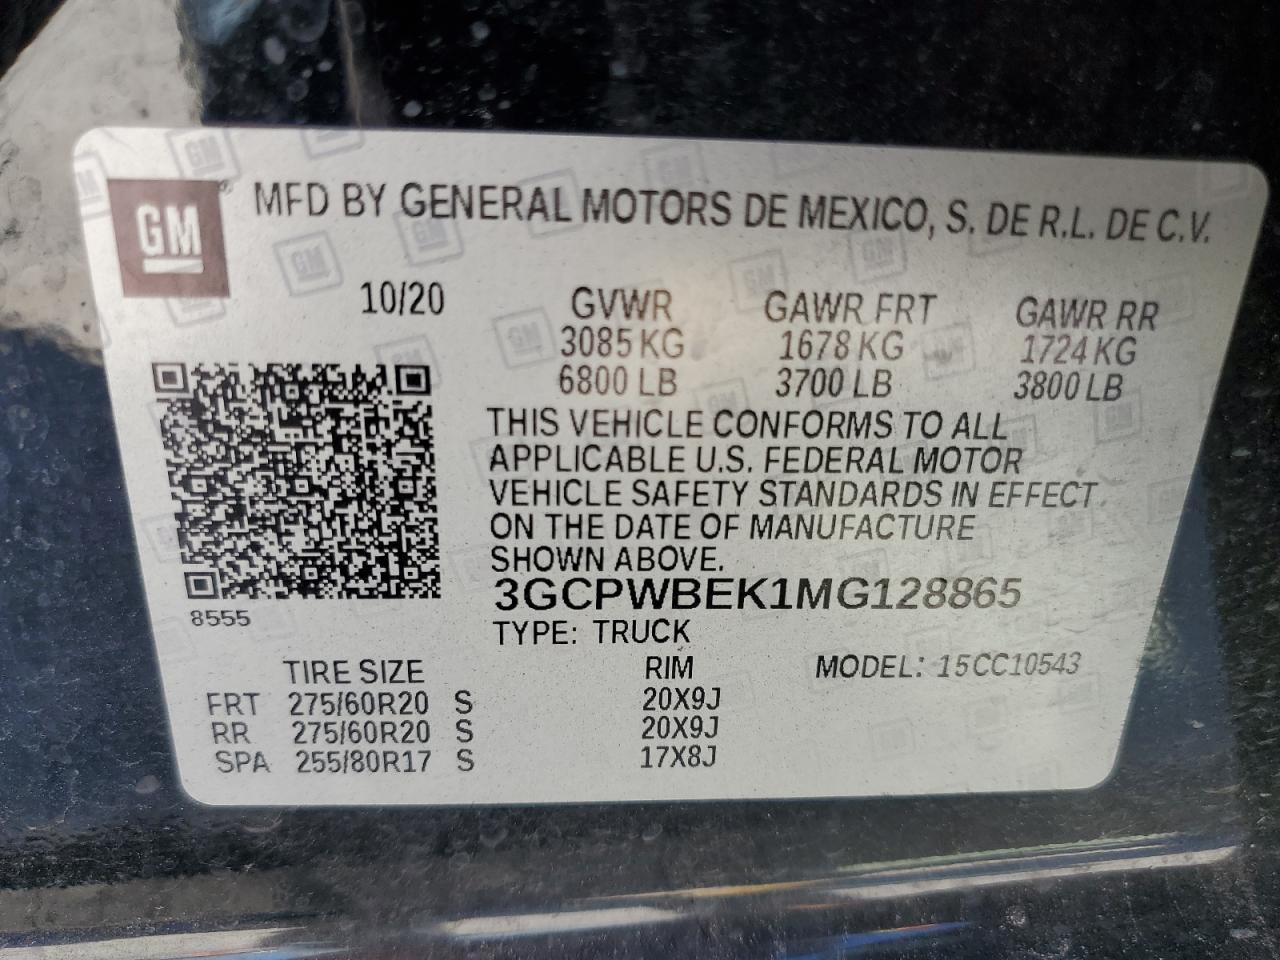 GM
MFD BY GENERAL MOTORS DE MEXICO, S. DE R.L. DE C.V.
10/20 GVWR GAWR FRT GAWR RR
3085 KG 1678 KG 1724 KG
6800 LB 3700 LB 3800 LB
THIS VEHICLE CONFORMS TO ALL
APPLICABLE U.S. FEDERAL MOTOR
VEHICLE SAFETY STANDARDS IN EFFECT
ON THE DATE OF MANUFACTURE
SHOWN ABOVE.
3GCPWBEK1MG128865
8555
TYPE: TRUCK
TIRE SIZE RIM MODEL: 15CC10543
FRT 275/60R20 S 20X9J
RR 275/60R20 S 20X9J
SPA 255/80R17 S 17X8J